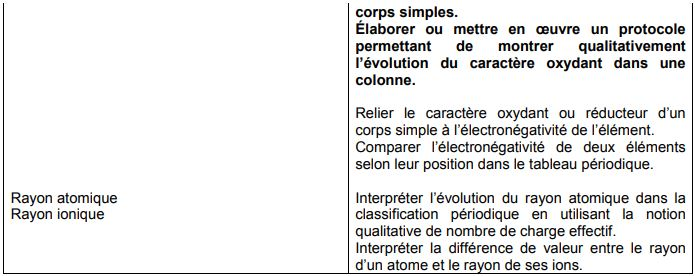 corps simples.
Élaborer ou mettre en œuvre un protocole
permettant de montrer qualitativement
l’évolution du caractère oxydant dans une
colonne.
Relier le caractère oxydant ou réducteur d’un
corps simple à l’électronégativité de l’élément.
Comparer l’électronégativité de deux éléments
selon leur position dans le tableau périodique.
Rayon atomique
Rayon ionique
Interpréter l’évolution du rayon atomique dans la
classification périodique en utilisant la notion
qualitative de nombre de charge effectif.
Interpréter la différence de valeur entre le rayon
d’un atome et le rayon de ses ions.